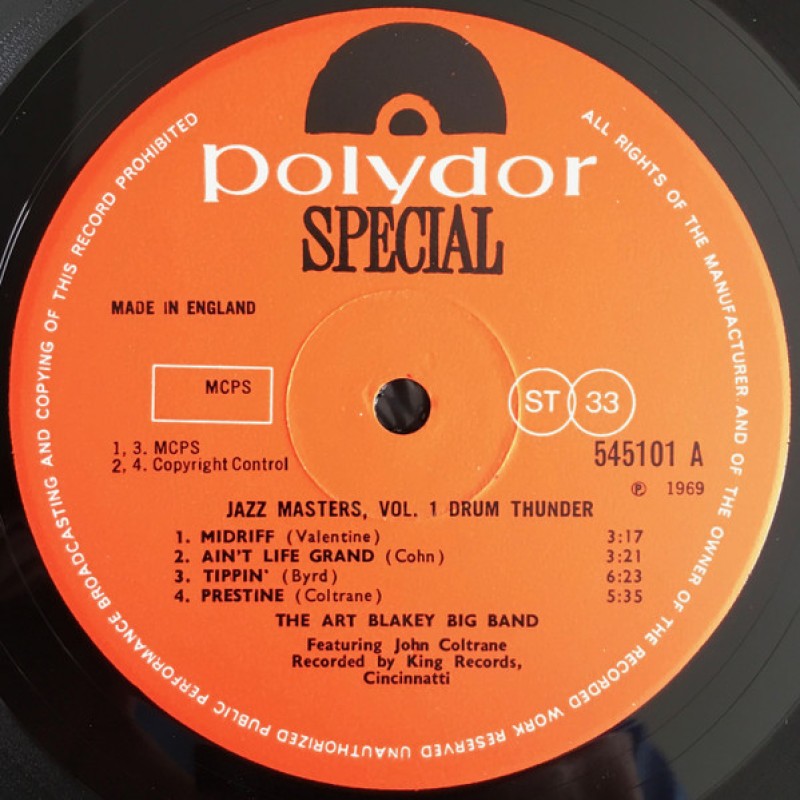 polydor
SPECIAL
MADE IN ENGLAND
MCPS
ST 33
1, 3. MCPS
2, 4. Copyright Control
545101 A
℗ 1969
JAZZ MASTERS, VOL. 1 DRUM THUNDER
1. MIDRIFF (Valentine) 3:17
2. AIN'T LIFE GRAND (Cohn) 3:21
3. TIPPIN' (Byrd) 6:23
4. PRESTINE (Coltrane) 5:35
THE ART BLAKEY BIG BAND
Featuring John Coltrane
Recorded by King Records,
Cincinnatti
ALL RIGHTS OF THE MANUFACTURER AND OF THE OWNER OF THE RECORDED WORK RESERVED UNAUTHORIZED PUBLIC PERFORMANCE BROADCASTING AND COPYING OF THIS RECORD PROHIBITED